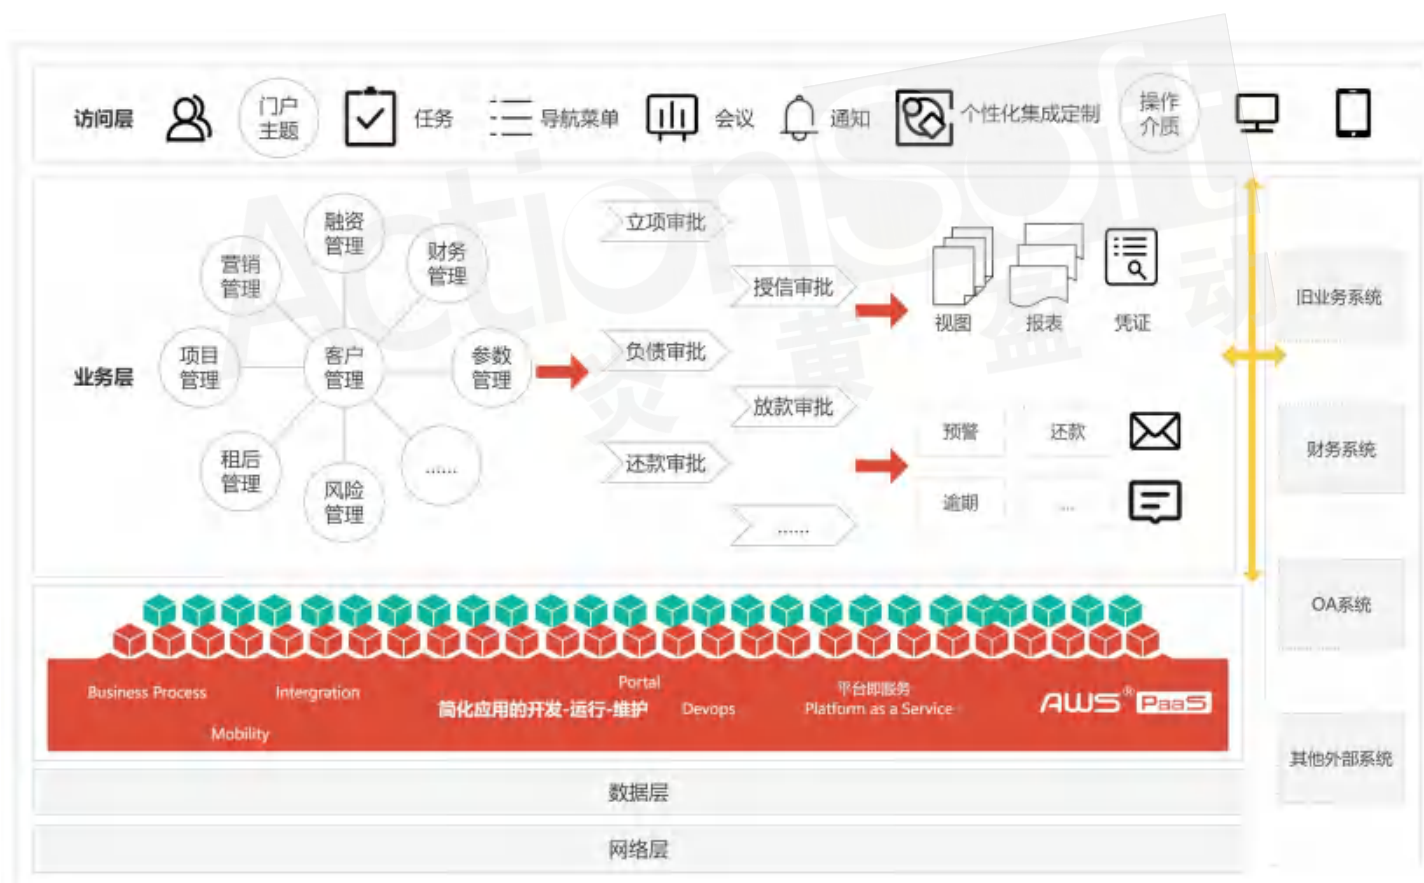 访问层
门户
主题
任务
导航菜单
会议
通知
个性化集成定制
操作
介质
业务层
融资
管理
营销
管理
财务
管理
项目
管理
客户
管理
参数
管理
租后
管理
风险
管理
......
立项审批
授信审批
负债审批
放款审批
还款审批
......
视图
报表
凭证
预警
还款
逾期
...
旧业务系统
财务系统
OA系统
其他外部系统
Business Process
Intergration
Mobility
Portal
简化应用的开发-运行-维护
Devops
平台即服务
Platform as a Service
AWS® PaaS
数据层
网络层
ActionSoft
炎黄盈动